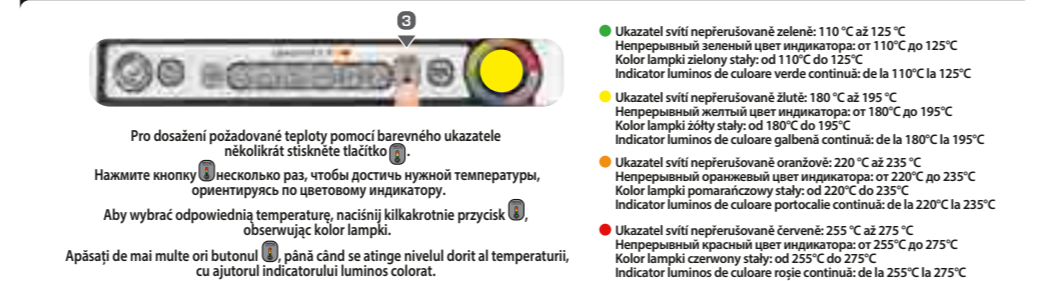 3
Pro dosažení požadované teploty pomocí barevného ukazatele
několikrát stiskněte tlačítko .
Нажмите кнопку несколько раз, чтобы достичь нужной температуры,
ориентируясь по цветовому индикатору.
Aby wybrać odpowiednią temperaturę, naciśnij kilkakrotnie przycisk ,
obserwując kolor lampki.
Apăsați de mai multe ori butonul , până când se atinge nivelul dorit al temperaturii,
cu ajutorul indicatorului luminos colorat.
Ukazatel svítí nepřerušovaně zeleně: 110 °C až 125 °C
Непрерывный зеленый цвет индикатора: от 110°C до 125°C
Kolor lampki zielony stały: od 110°C do 125°C
Indicator luminos de culoare verde continuă: de la 110°C la 125°C
Ukazatel svítí nepřerušovaně žlutě: 180 °C až 195 °C
Непрерывный желтый цвет индикатора: от 180°C до 195°C
Kolor lampki żółty stały: od 180°C do 195°C
Indicator luminos de culoare galbenă continuă: de la 180°C la 195°C
Ukazatel svítí nepřerušovaně oranžově: 220 °C až 235 °C
Непрерывный оранжевый цвет индикатора: от 220°C до 235°C
Kolor lampki pomarańczowy stały: od 220°C do 235°C
Indicator luminos de culoare portocalie continuă: de la 220°C la 235°C
Ukazatel svítí nepřerušovaně červeně: 255 °C až 275 °C
Непрерывный красный цвет индикатора: от 255°C до 275°C
Kolor lampki czerwony stały: od 255°C do 275°C
Indicator luminos de culoare roșie continuă: de la 255°C la 275°C